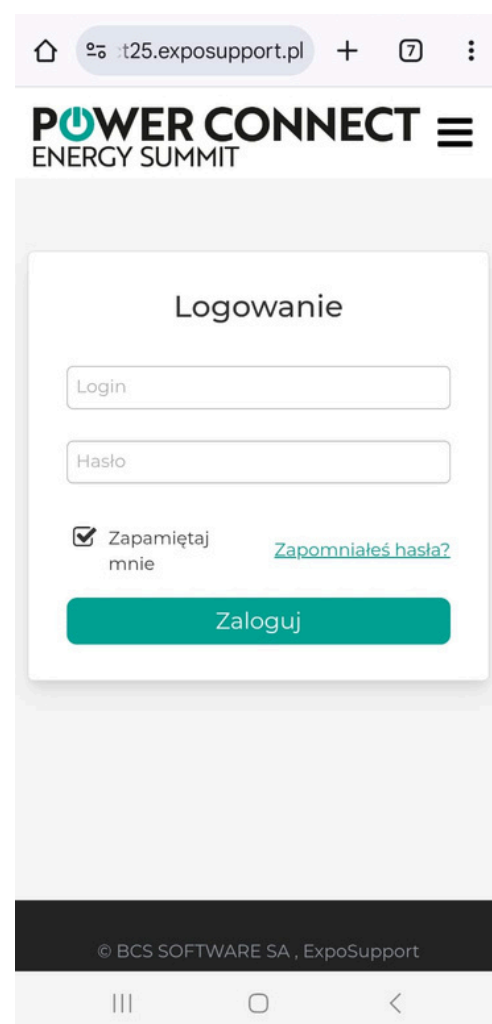 t25.exposupport.pl
7
POWER CONNECT
ENERGY SUMMIT
Logowanie
Login
Hasło
Zapamiętaj
mnie
Zapomniałeś hasła?
Zaloguj
© BCS SOFTWARE SA , ExpoSupport